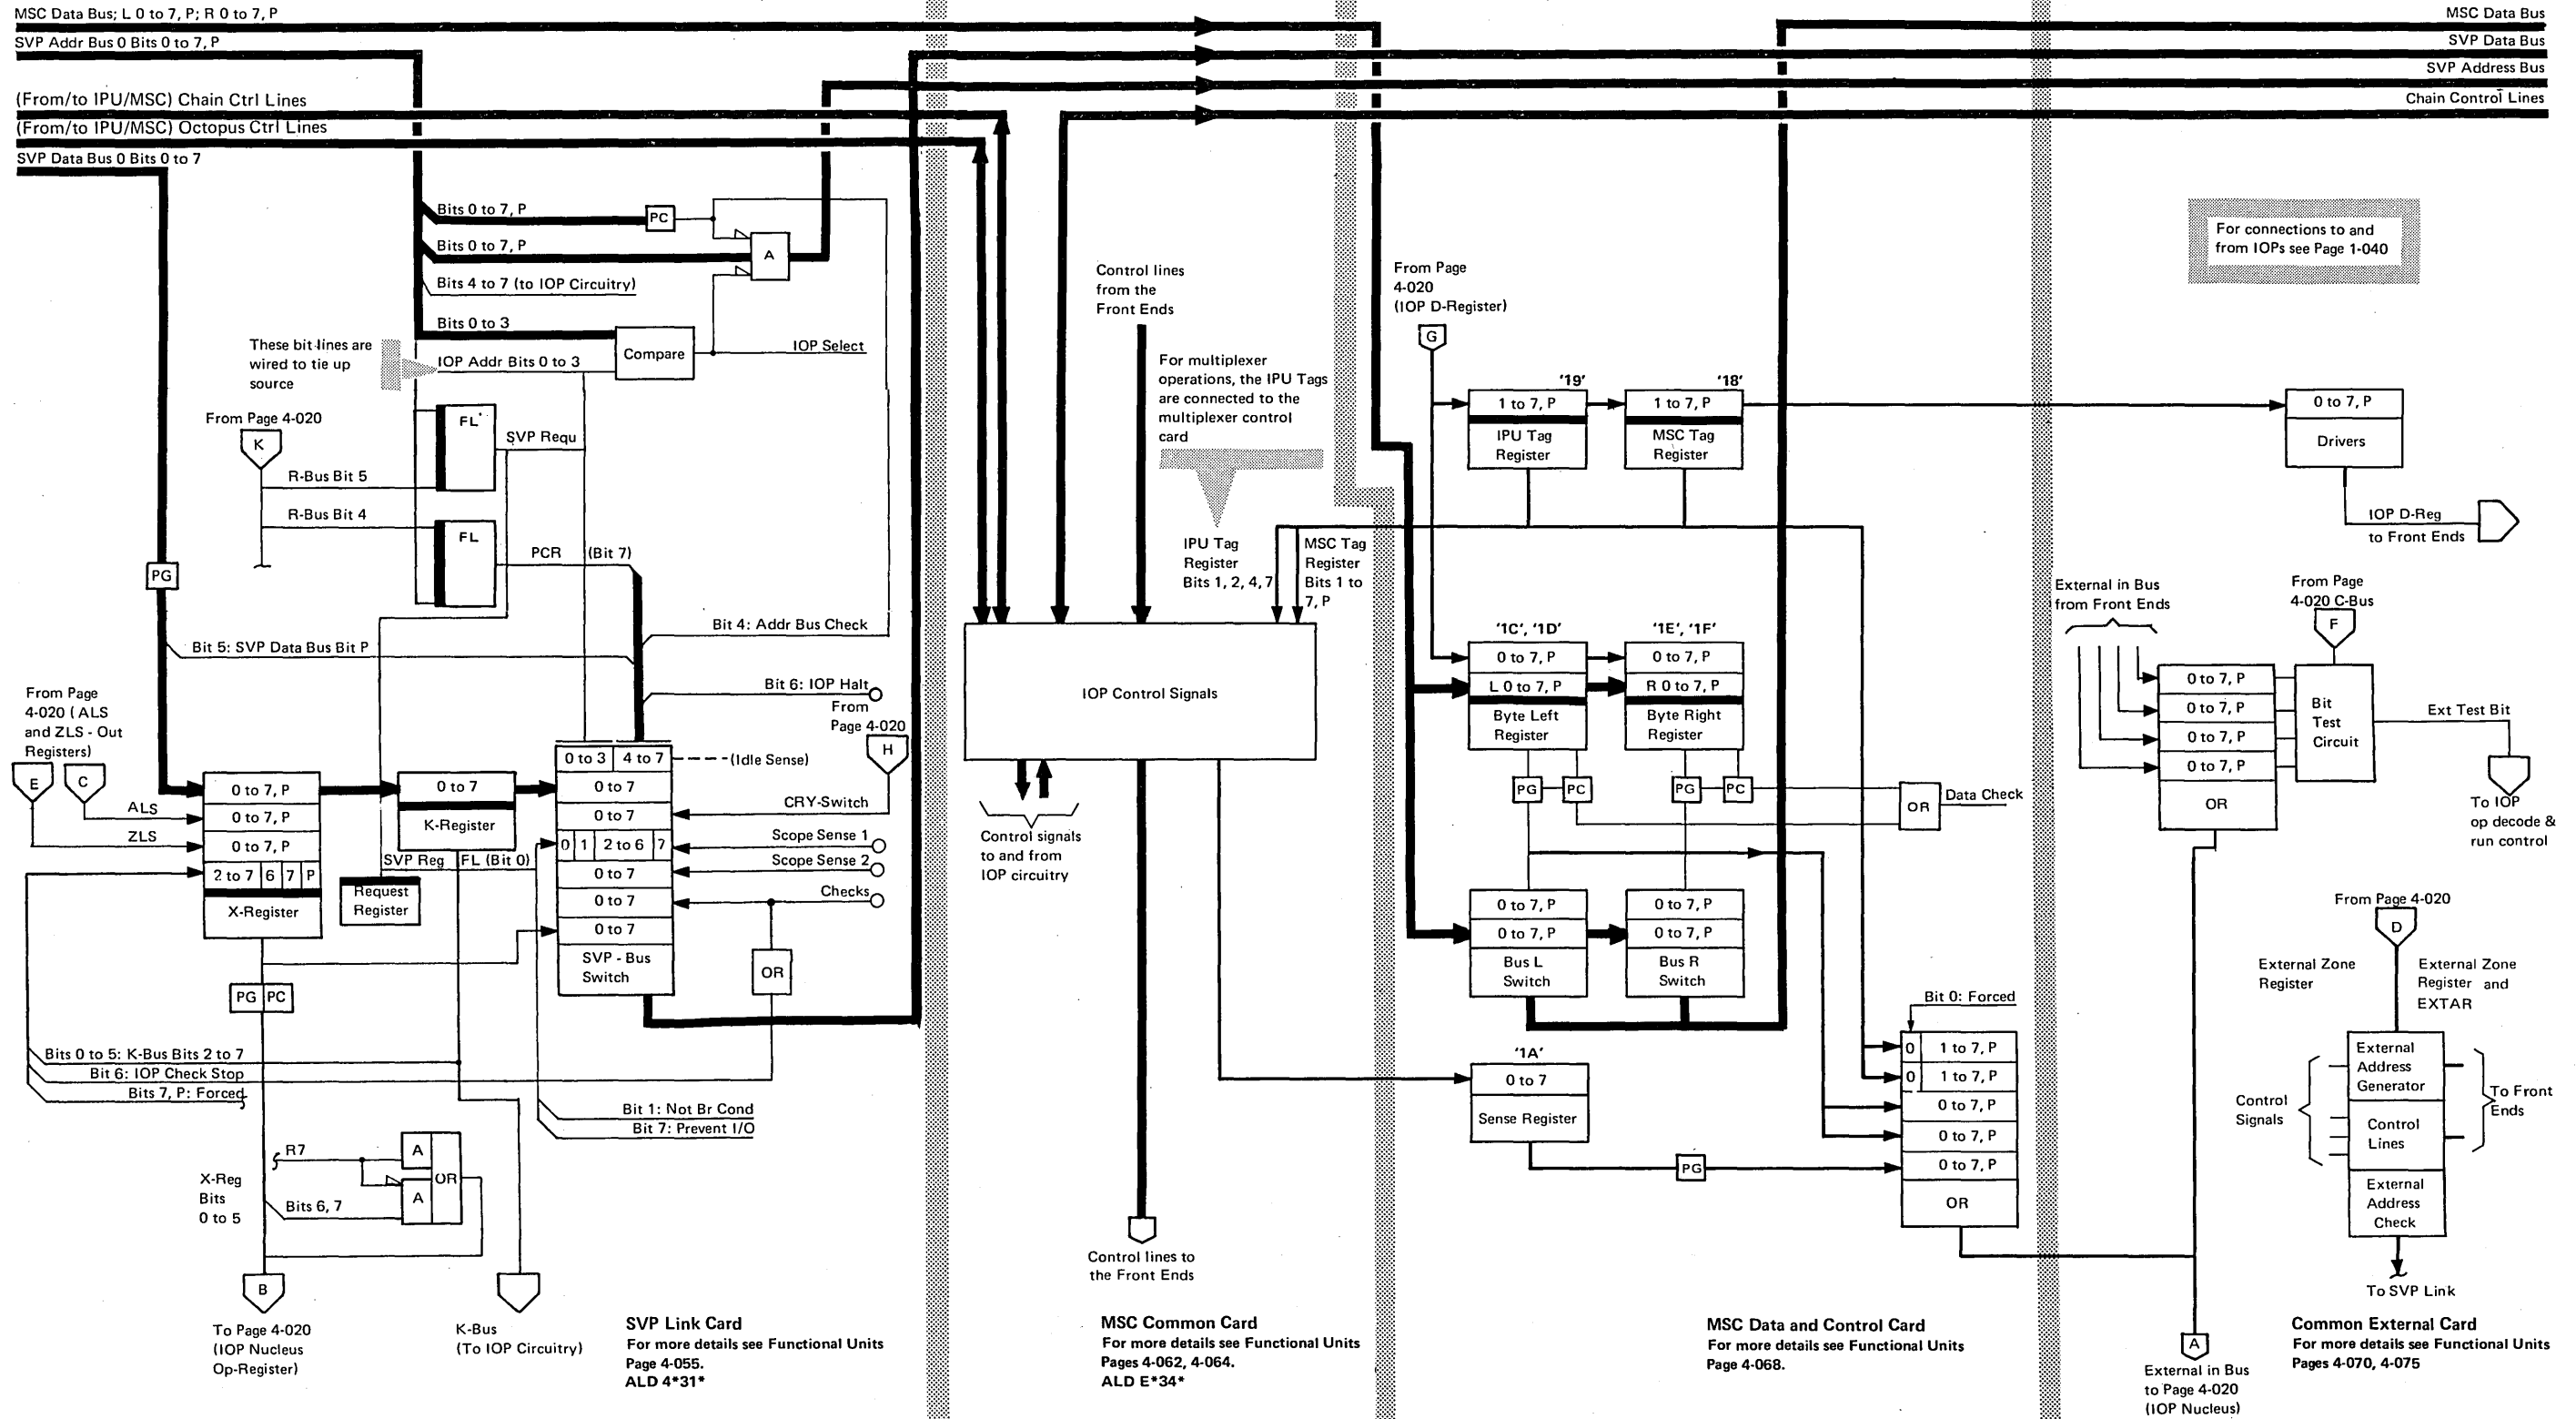 MSC Data Bus; L 0 to 7, P; R 0 to 7, P
SVP Addr Bus 0 Bits 0 to 7, P
(From/to IPU/MSC) Chain Ctrl Lines
(From/to IPU/MSC) Octopus Ctrl Lines
SVP Data Bus 0 Bits 0 to 7
MSC Data Bus
SVP Data Bus
SVP Address Bus
Chain Control Lines
Bits 0 to 7, P
PC
Bits 0 to 7, P
A
Bits 4 to 7 (to IOP Circuitry)
Bits 0 to 3
Compare
IOP Select
These bit lines are
wired to tie up
source
IOP Addr Bits 0 to 3
From Page 4-020
K
FL
SVP Requ
R-Bus Bit 5
R-Bus Bit 4
FL
PCR
(Bit 7)
PG
Bit 4: Addr Bus Check
Bit 5: SVP Data Bus Bit P
Bit 6: IOP Halt
From
Page 4-020
H
From Page
4-020 ( ALS
and ZLS - Out
Registers)
E
C
ALS
ZLS
0 to 7, P
0 to 7, P
0 to 7, P
2 to 7
6
7
P
X-Register
0 to 7
K-Register
SVP Reg
FL (Bit 0)
Request
Register
0 to 3
4 to 7
(Idle Sense)
0 to 7
0 to 7
CRY-Switch
0
1
2 to 6
7
Scope Sense 1
0 to 7
Scope Sense 2
0 to 7
Checks
0 to 7
SVP - Bus
Switch
OR
PG
PC
Bits 0 to 5: K-Bus Bits 2 to 7
Bit 6: IOP Check Stop
Bits 7, P: Forced
Bit 1: Not Br Cond
Bit 7: Prevent I/O
R7
A
OR
A
X-Reg
Bits
0 to 5
Bits 6, 7
B
To Page 4-020
(IOP Nucleus
Op-Register)
K-Bus
(To IOP Circuitry)
SVP Link Card
For more details see Functional Units
Page 4-055.
ALD 4*31*
Control lines
from the
Front Ends
For multiplexer
operations, the IPU Tags
are connected to the
multiplexer control
card
IPU Tag
Register
Bits 1, 2, 4, 7
MSC Tag
Register
Bits 1 to
7, P
IOP Control Signals
Control signals
to and from
IOP circuitry
Control lines to
the Front Ends
MSC Common Card
For more details see Functional Units
Pages 4-062, 4-064.
ALD E*34*
From Page
4-020
(IOP D-Register)
G
'19'
1 to 7, P
IPU Tag
Register
'18'
1 to 7, P
MSC Tag
Register
'1C', '1D'
0 to 7, P
L 0 to 7, P
Byte Left
Register
'1E', '1F'
0 to 7, P
R 0 to 7, P
Byte Right
Register
PG
PC
PG
PC
OR
Data Check
0 to 7, P
0 to 7, P
Bus L
Switch
0 to 7, P
0 to 7, P
Bus R
Switch
'1A'
0 to 7
Sense Register
PG
Bit 0: Forced
0
1 to 7, P
0
1 to 7, P
0 to 7, P
0 to 7, P
0 to 7, P
OR
MSC Data and Control Card
For more details see Functional Units
Page 4-068.
For connections to and
from IOPs see Page 1-040
0 to 7, P
Drivers
IOP D-Reg
to Front Ends
External in Bus
from Front Ends
From Page
4-020 C-Bus
F
0 to 7, P
0 to 7, P
0 to 7, P
0 to 7, P
OR
Bit
Test
Circuit
Ext Test Bit
To IOP
op decode &
run control
From Page 4-020
D
External Zone
Register
External Zone
Register and
EXTAR
External
Address
Generator
Control
Lines
External
Address
Check
Control
Signals
To Front
Ends
To SVP Link
A
External in Bus
to Page 4-020
(IOP Nucleus)
Common External Card
For more details see Functional Units
Pages 4-070, 4-075